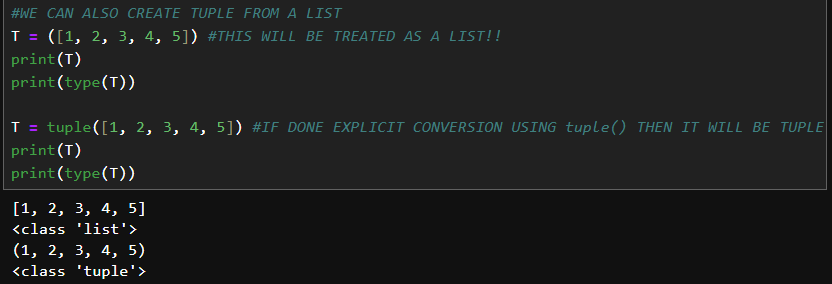 #WE CAN ALSO CREATE TUPLE FROM A LIST
T = ([1, 2, 3, 4, 5]) #THIS WILL BE TREATED AS A LIST!!
print(T)
print(type(T))
T = tuple([1, 2, 3, 4, 5]) #IF DONE EXPLICIT CONVERSION USING tuple() THEN IT WILL BE TUPLE
print(T)
print(type(T))
[1, 2, 3, 4, 5]
<class 'list'>
(1, 2, 3, 4, 5)
<class 'tuple'>